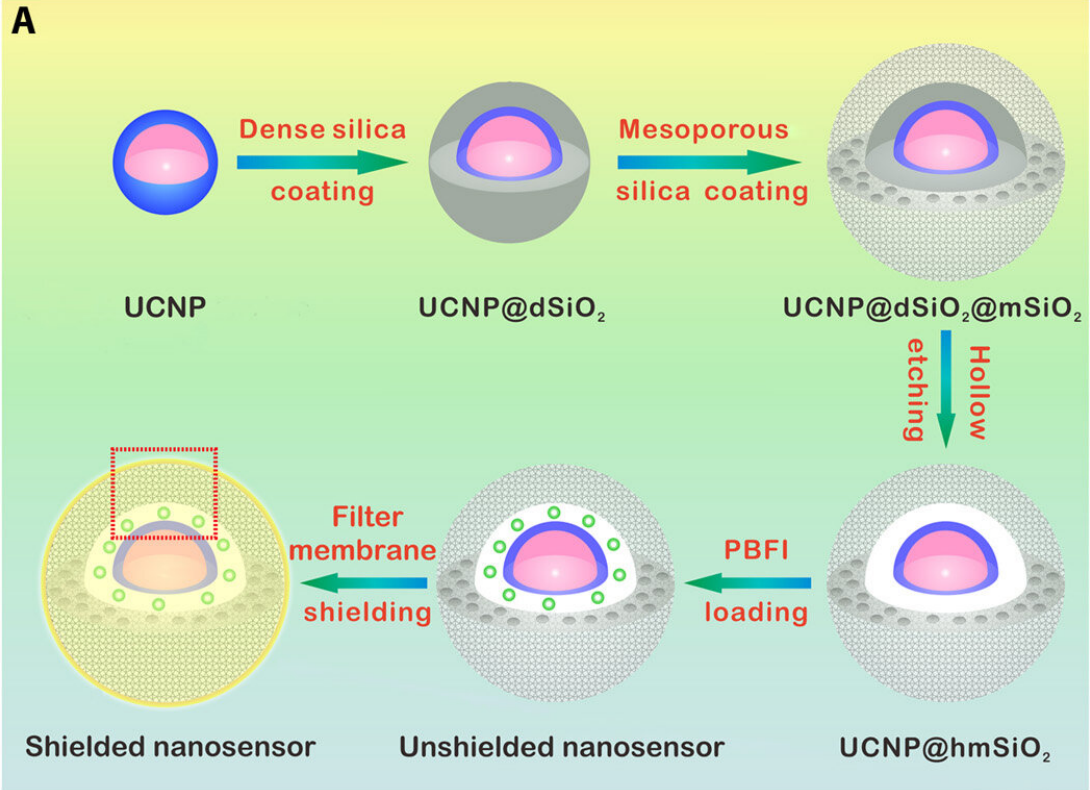 A
Dense silica
coating
Mesoporous
silica coating
UCNP
UCNP@dSiO₂
UCNP@dSiO₂@mSiO₂
Hollow
etching
Filter
membrane
shielding
PBFI
loading
Shielded nanosensor
Unshielded nanosensor
UCNP@hmSiO₂